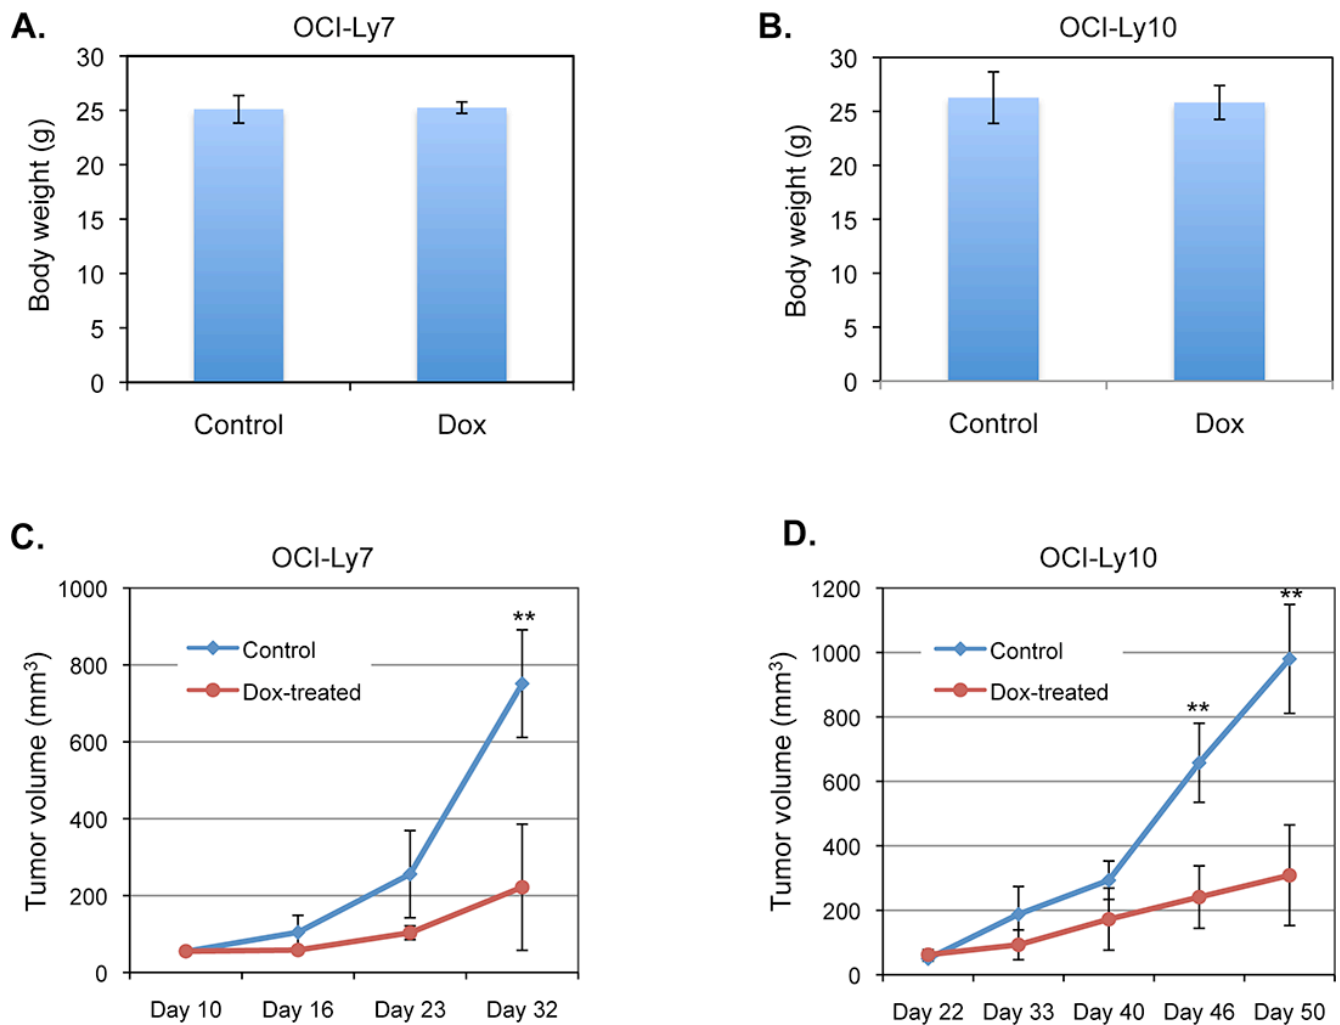 A.
OCI-Ly7
Body weight (g)
30
25
20
15
10
5
0
Control
Dox
B.
OCI-Ly10
Body weight (g)
30
25
20
15
10
5
0
Control
Dox
C.
OCI-Ly7
Tumor volume (mm³)
1000
800
600
400
200
0
Control
Dox-treated
**
Day 10
Day 16
Day 23
Day 32
D.
OCI-Ly10
Tumor volume (mm³)
1200
1000
800
600
400
200
0
Control
Dox-treated
**
**
Day 22
Day 33
Day 40
Day 46
Day 50